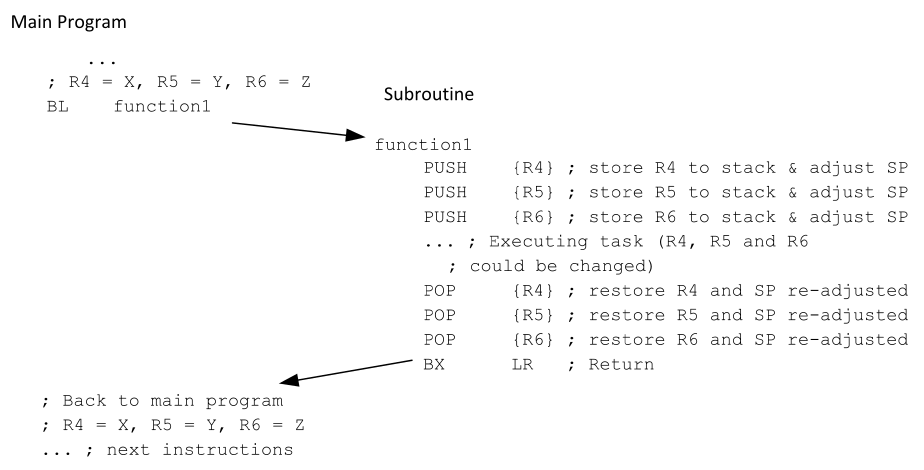 Main Program
...
; R4 = X, R5 = Y, R6 = Z
BL function1
Subroutine
function1
PUSH {R4} ; store R4 to stack & adjust SP
PUSH {R5} ; store R5 to stack & adjust SP
PUSH {R6} ; store R6 to stack & adjust SP
... ; Executing task (R4, R5 and R6
; could be changed)
POP {R4} ; restore R4 and SP re-adjusted
POP {R5} ; restore R5 and SP re-adjusted
POP {R6} ; restore R6 and SP re-adjusted
BX LR ; Return
; Back to main program
; R4 = X, R5 = Y, R6 = Z
... ; next instructions